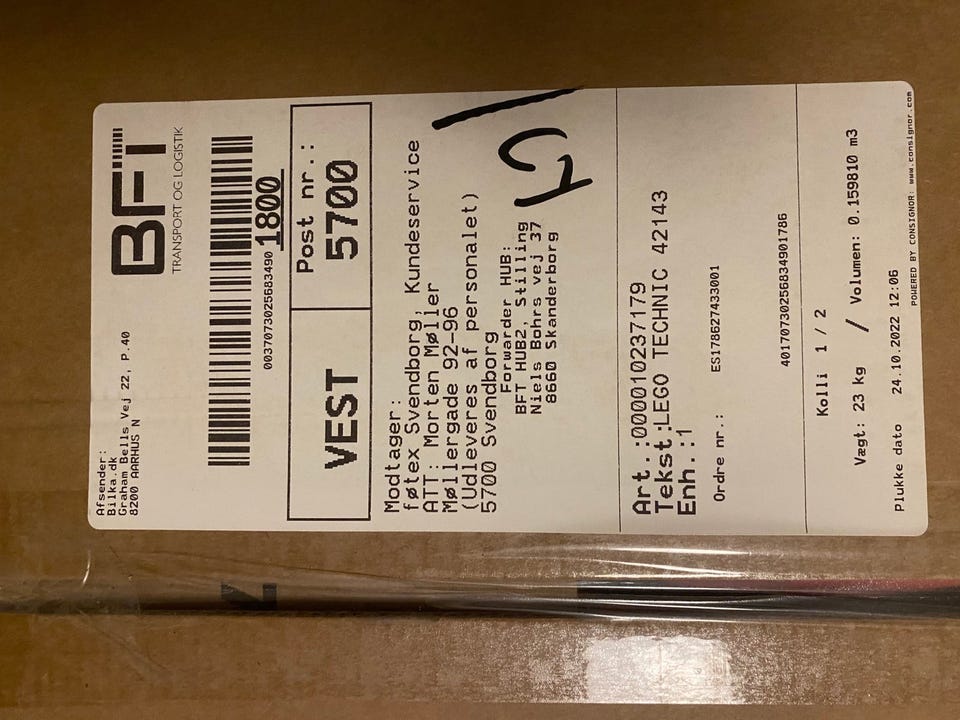 Afsender:
Bilka.dk
Graham Bells Vej 22, P.40
8200 AARHUS N
BFT
TRANSPORT OG LOGISTIK
00370730256834901800
VEST
Post nr.:
5700
Modtager:
føtex Svendborg, Kundeservice
ATT: Morten Møller
Møllergade 92-96
(Udleveres af personalet)
5700 Svendborg
Forwarder HUB:
BFT HUB2, Stilling
Niels Bohrs vej 37
8660 Skanderborg
Art.:0000010237179
Tekst:LEGO TECHNIC 42143
Enh.:1
Ordre nr.: ES178627433001
40170730256834901786
Kolli 1 / 2
Vægt: 23 kg / Volumen: 0.159810 m3
Plukke dato 24.10.2022 12:06
POWERED BY CONSIGNOR: www.consignor.com